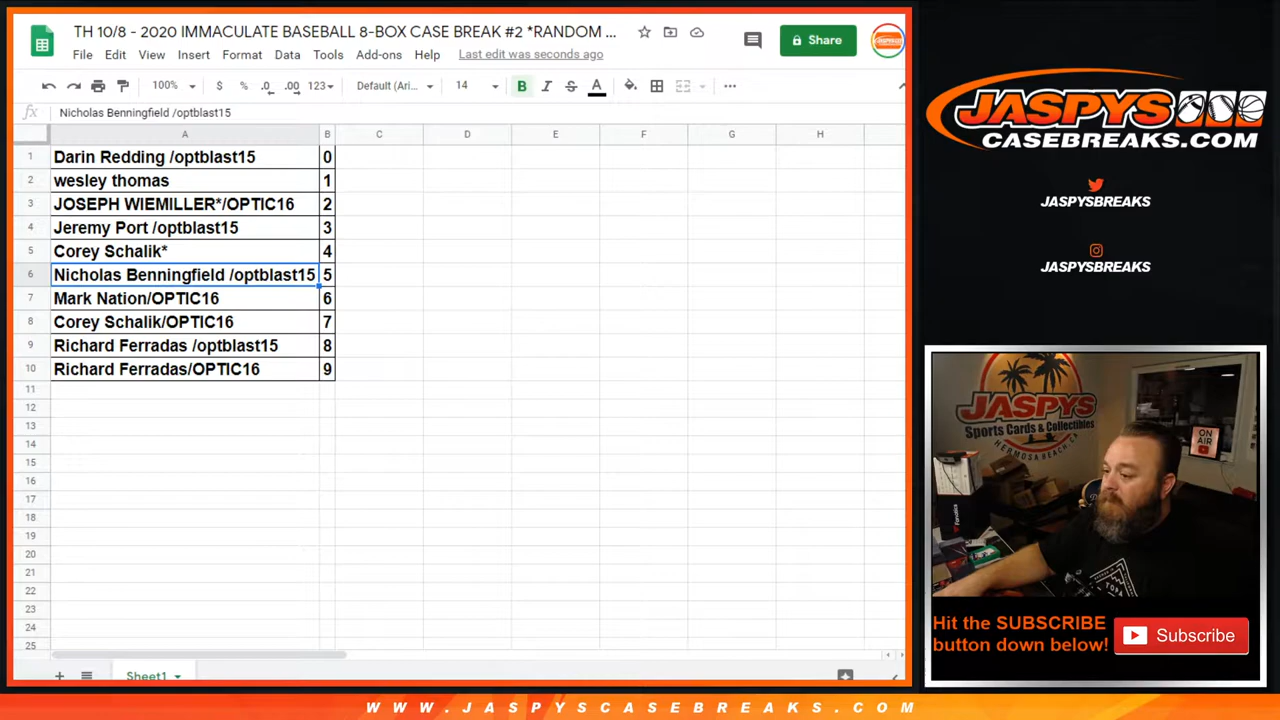 TH 10/8 - 2020 IMMACULATE BASEBALL 8-BOX CASE BREAK #2 *RANDOM ...
File Edit View Insert Format Data Tools Add-ons Help Last edit was seconds ago
Share
100% $ % .0 .00 123 Default (Ari... 14 B I S A
fx Nicholas Benningfield /optblast15
A B C D E F G H
1 Darin Redding /optblast15 0
2 wesley thomas 1
3 JOSEPH WIEMILLER*/OPTIC16 2
4 Jeremy Port /optblast15 3
5 Corey Schalik* 4
6 Nicholas Benningfield /optblast15 5
7 Mark Nation/OPTIC16 6
8 Corey Schalik/OPTIC16 7
9 Richard Ferradas /optblast15 8
10 Richard Ferradas/OPTIC16 9
11
12
13
14
15
16
17
18
19
20
21
22
23
24
25
Sheet1
JASPYS
CASEBREAKS.COM
JASPYSBREAKS
JASPYSBREAKS
JASPYS
Sports Cards & Collectibles
HERMOSA BEACH, CA
ON
AIR
Fanatics
Hit the SUBSCRIBE
button down below!
Subscribe
WWW.JASPYSCASEBREAKS.COM